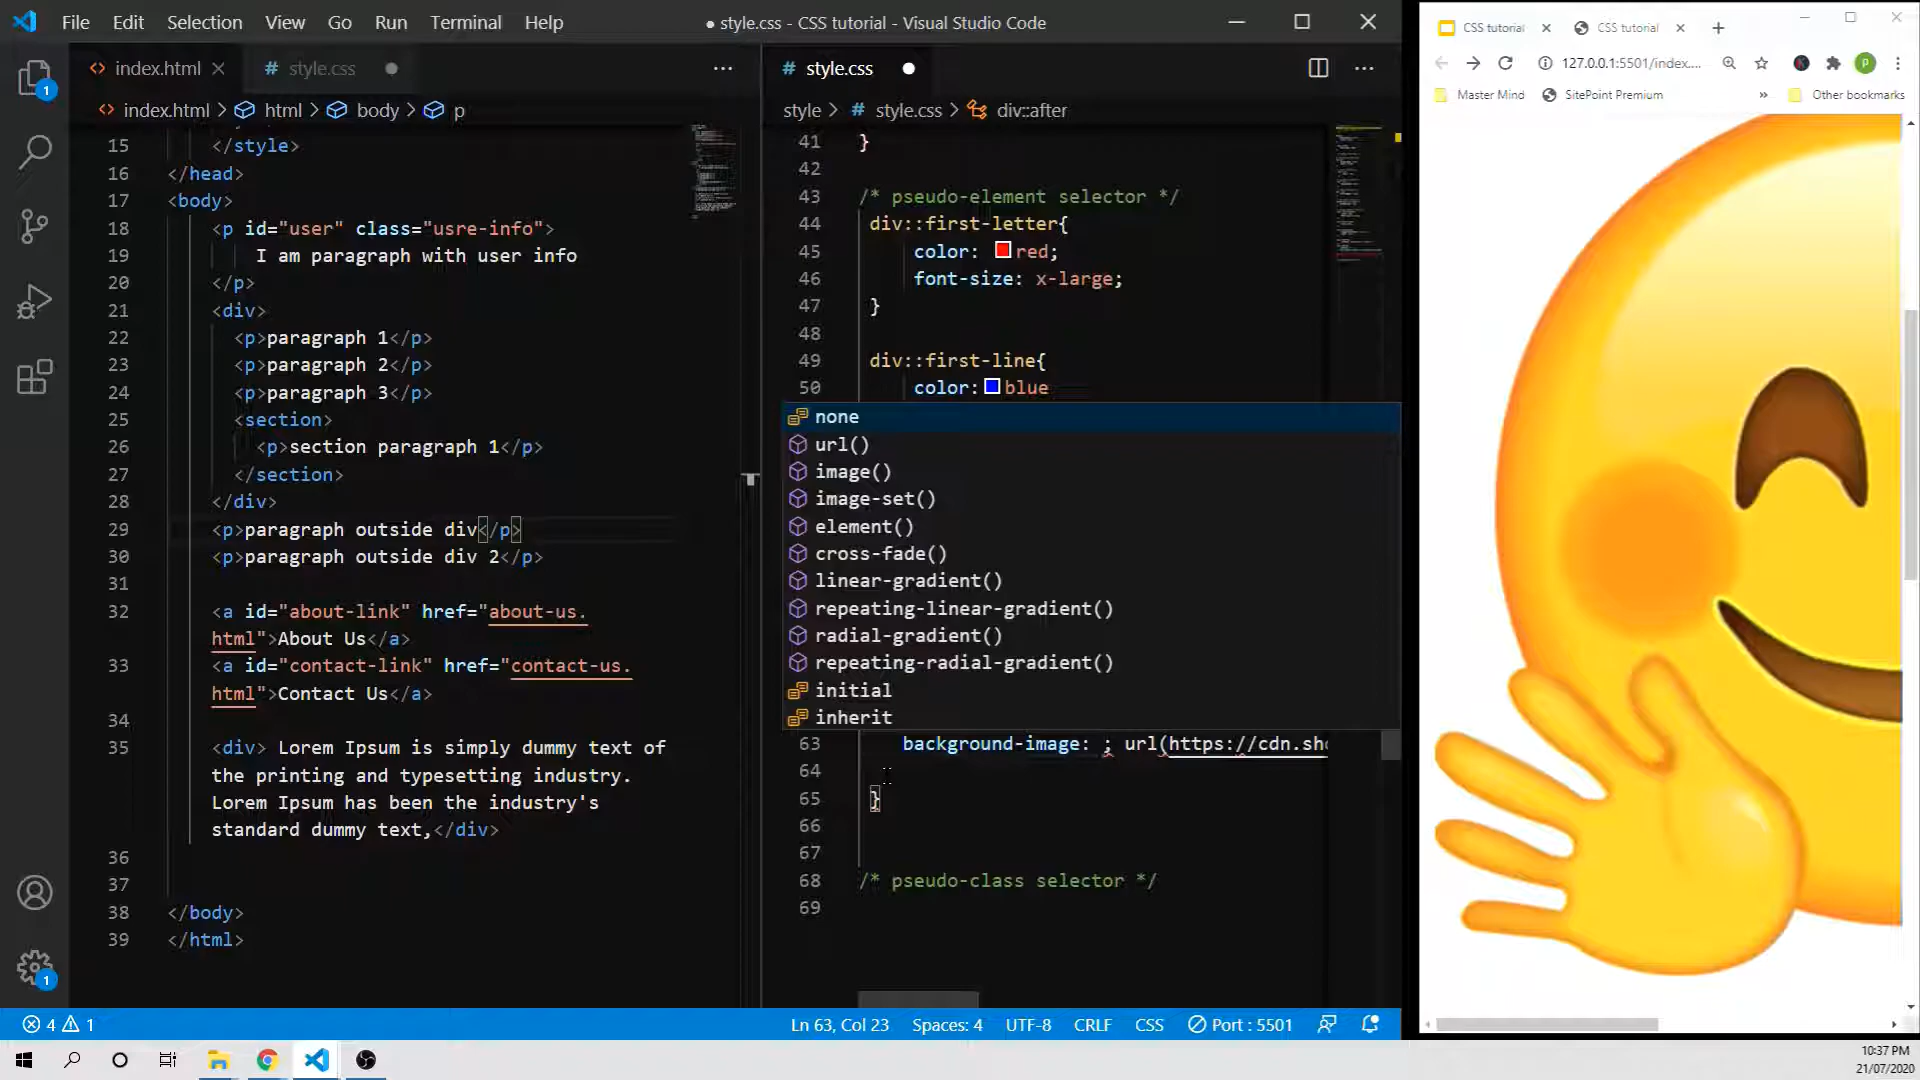 File Edit Selection View Go Run Terminal Help
● style.css - CSS tutorial - Visual Studio Code
index.html
# style.css
# style.css
index.html > html > body > p
style > # style.css > div::after
15 </style>
16 </head>
17 <body>
18 <p id="user" class="usre-info">
19 I am paragraph with user info
20 </p>
21 <div>
22 <p>paragraph 1</p>
23 <p>paragraph 2</p>
24 <p>paragraph 3</p>
25 <section>
26 <p>section paragraph 1</p>
27 </section>
28 </div>
29 <p>paragraph outside div</p>
30 <p>paragraph outside div 2</p>
31
32 <a id="about-link" href="about-us.
html">About Us</a>
33 <a id="contact-link" href="contact-us.
html">Contact Us</a>
34
35 <div> Lorem Ipsum is simply dummy text of
the printing and typesetting industry.
Lorem Ipsum has been the industry's
standard dummy text,</div>
36
37
38 </body>
39 </html>
41 }
42
43 /* pseudo-element selector */
44 div::first-letter{
45 color: red;
46 font-size: x-large;
47 }
48
49 div::first-line{
50 color: blue
none
url()
image()
image-set()
element()
cross-fade()
linear-gradient()
repeating-linear-gradient()
radial-gradient()
repeating-radial-gradient()
initial
inherit
63 background-image: ; url(https://cdn.sho
64
65 }
66
67
68 /* pseudo-class selector */
69
1
1
4 1
Ln 63, Col 23 Spaces: 4 UTF-8 CRLF CSS Port : 5501
CSS tutorial
CSS tutorial
127.0.0.1:5501/index....
P
Master Mind SitePoint Premium » Other bookmarks
10:37 PM
21/07/2020